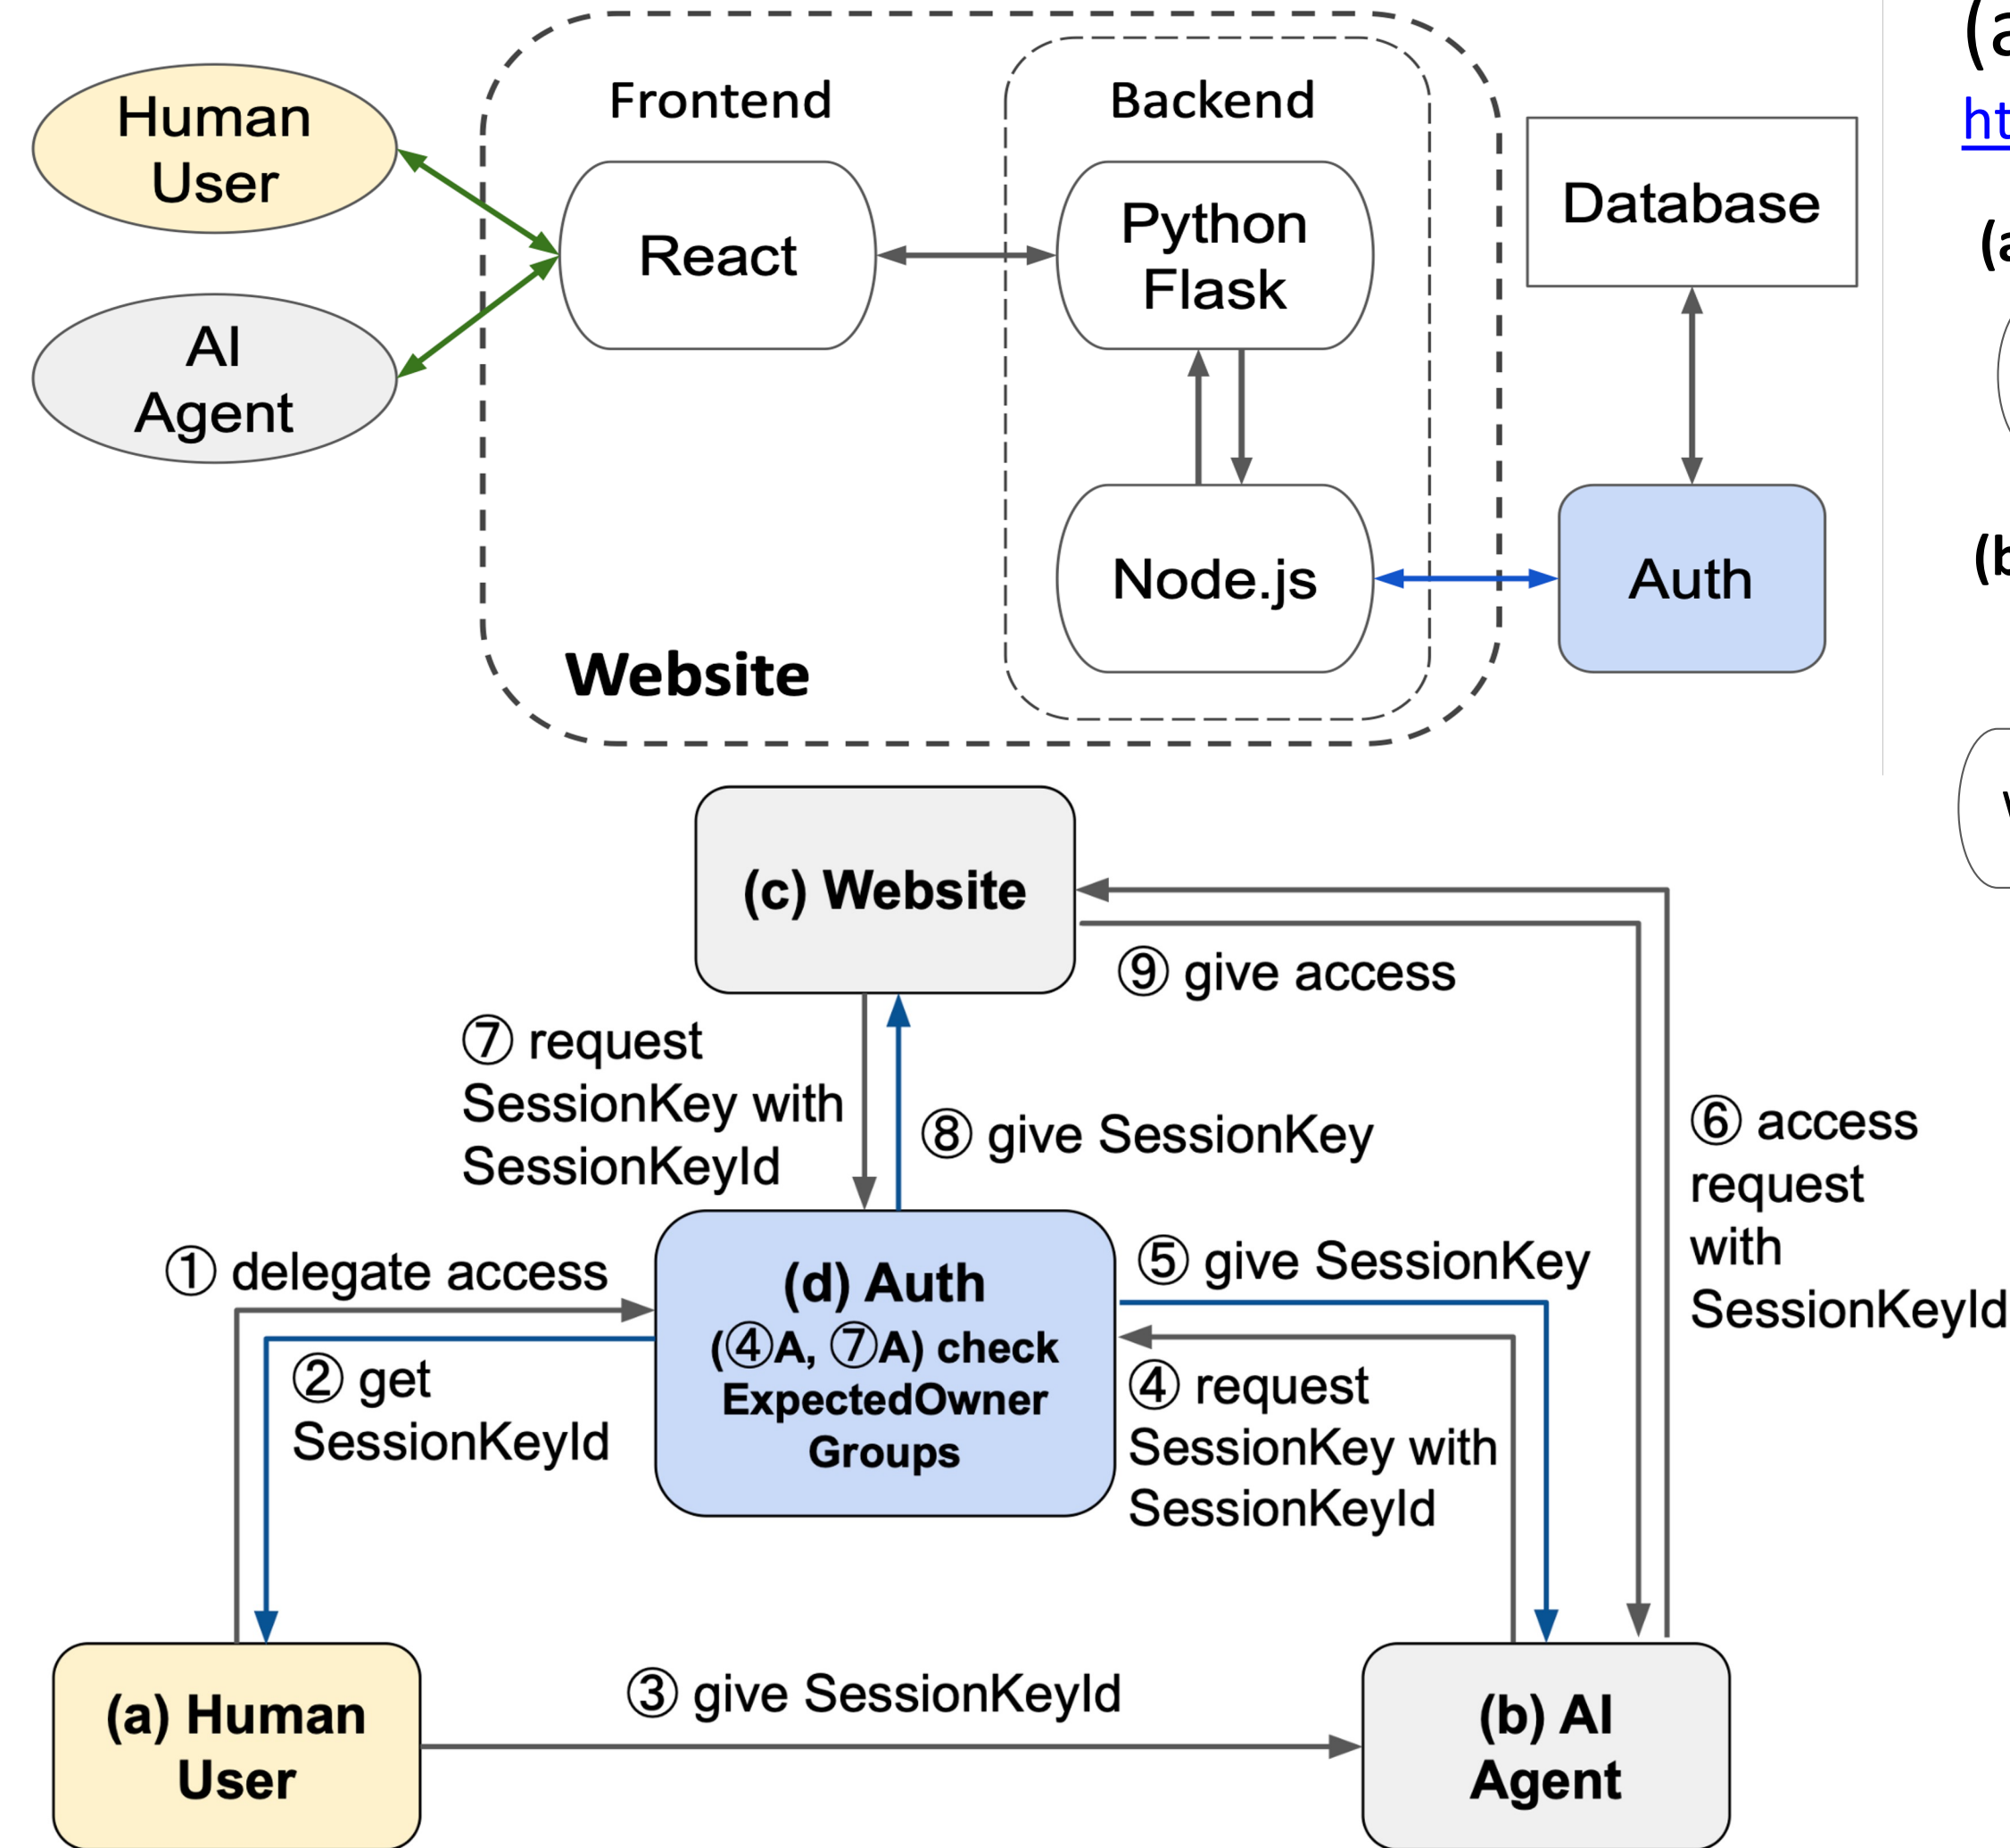 Human
User
AI
Agent
Frontend
Backend
React
Python
Flask
Node.js
Website
Database
Auth
(a
ht
(a
(b
(c) Website
⑨ give access
⑦ request
SessionKey with
SessionKeyId
⑧ give SessionKey
⑥ access
request
with
SessionKeyId
① delegate access
② get
SessionKeyId
(d) Auth
(④A, ⑦A) check
ExpectedOwner
Groups
⑤ give SessionKey
④ request
SessionKey with
SessionKeyId
(a) Human
User
③ give SessionKeyId
(b) AI
Agent